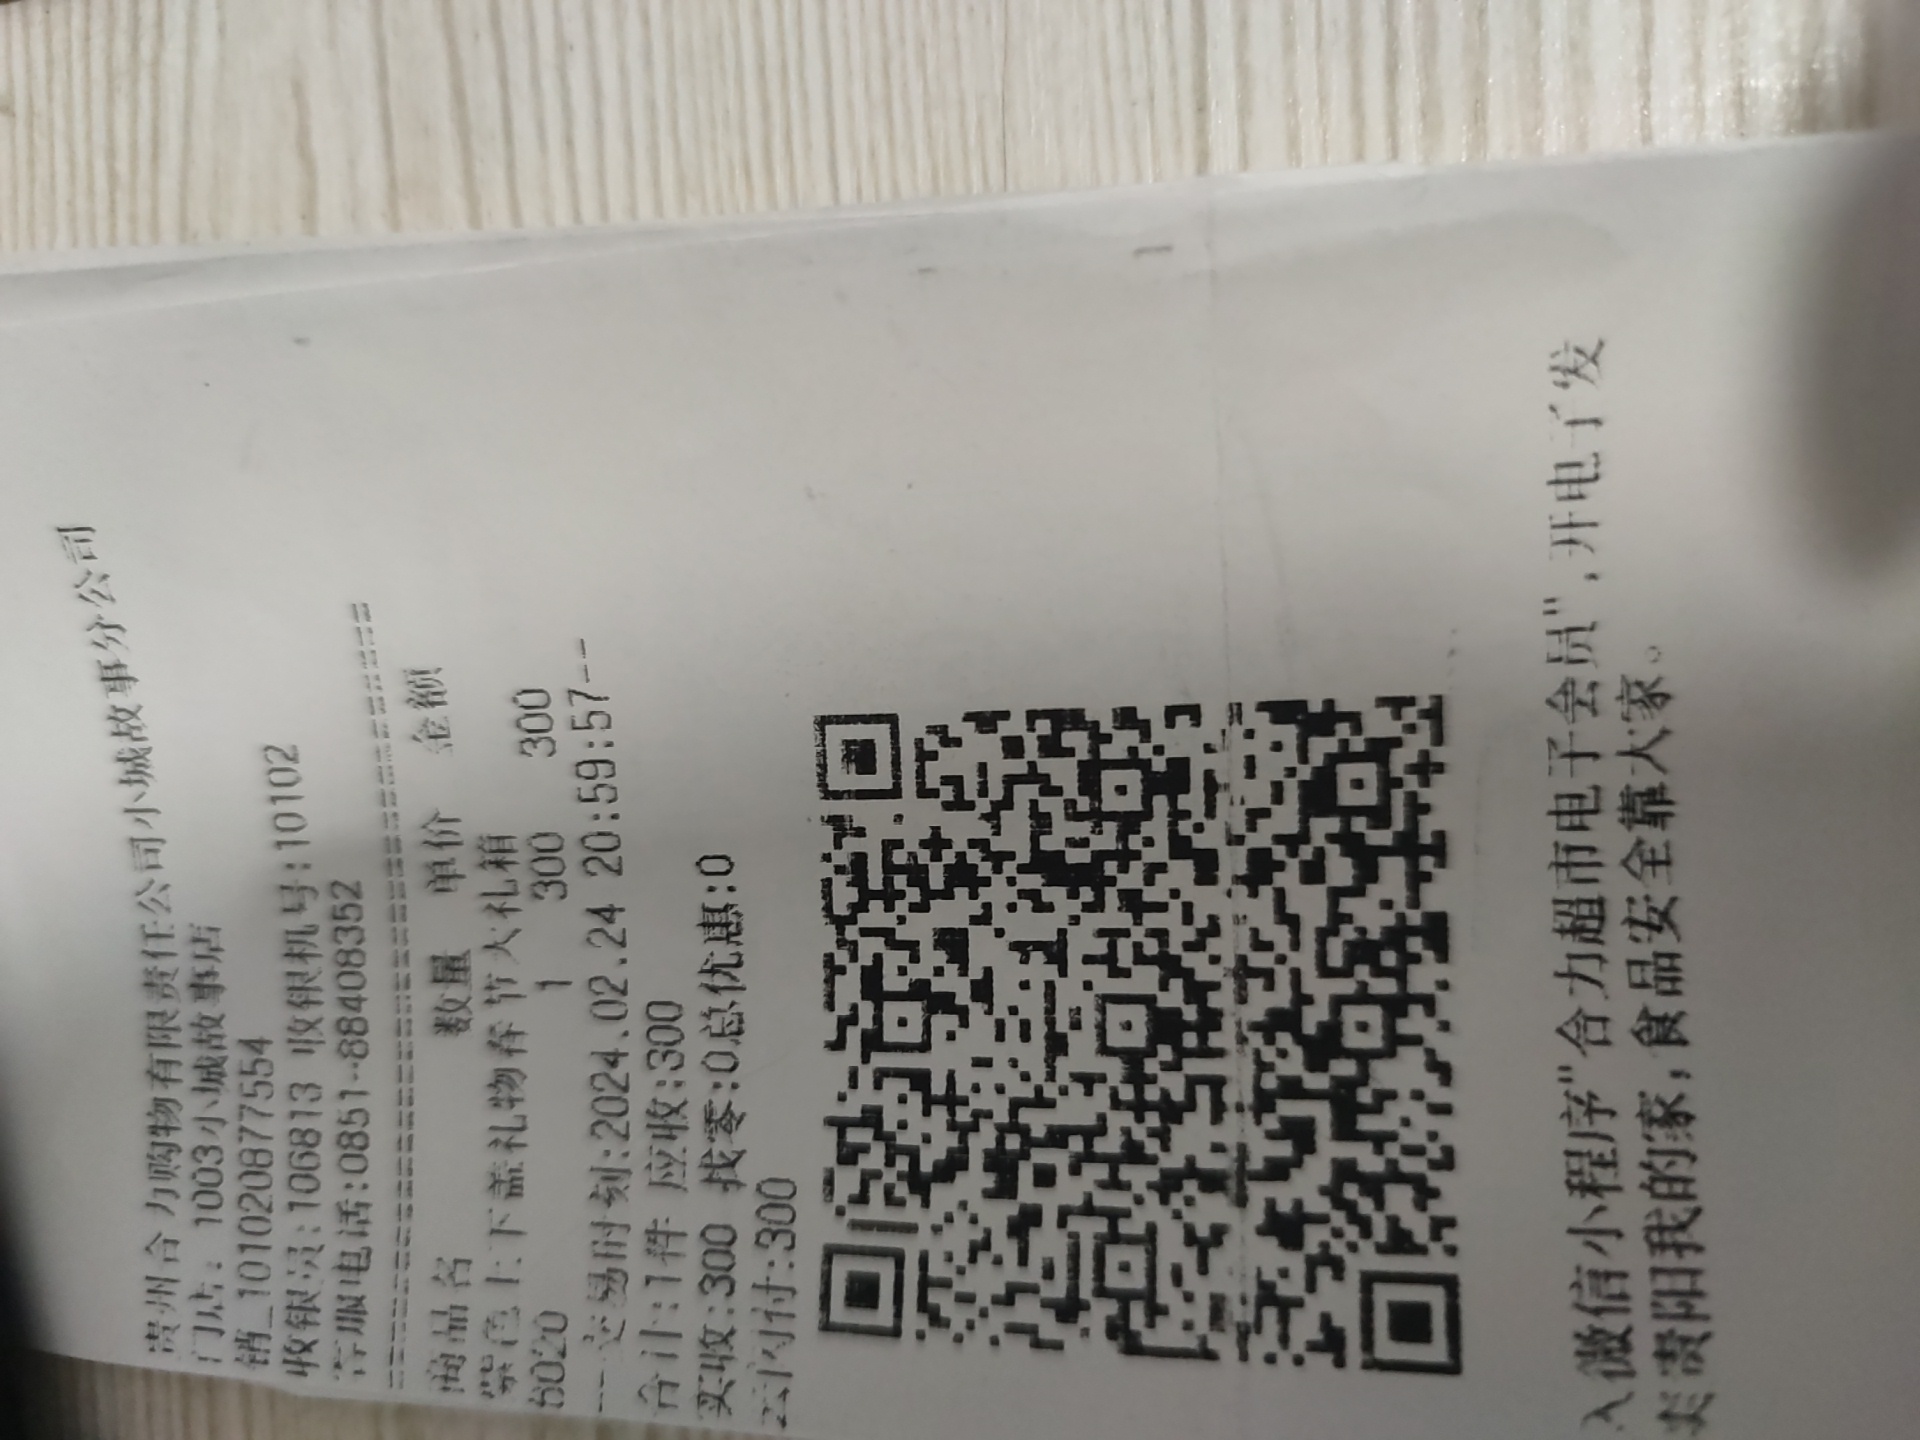 贵州合力购物有限责任公司小城故事分公司
门店: 1003小城故事店
销_101020877554
收银员:106813 收银机号:10102
客服电话:0851--88408352
商品名 数量 单价 金额
紫色上下盖礼物春节大礼箱
6020 1 300 300
---交易时刻:2024.02.24 20:59:57--
合计:1件 应收:300
实收:300 找零:0总优惠:0
云闪付:300
入微信小程序"合力超市电子会员",开电子发
贵阳我的家,食品安全靠大家。